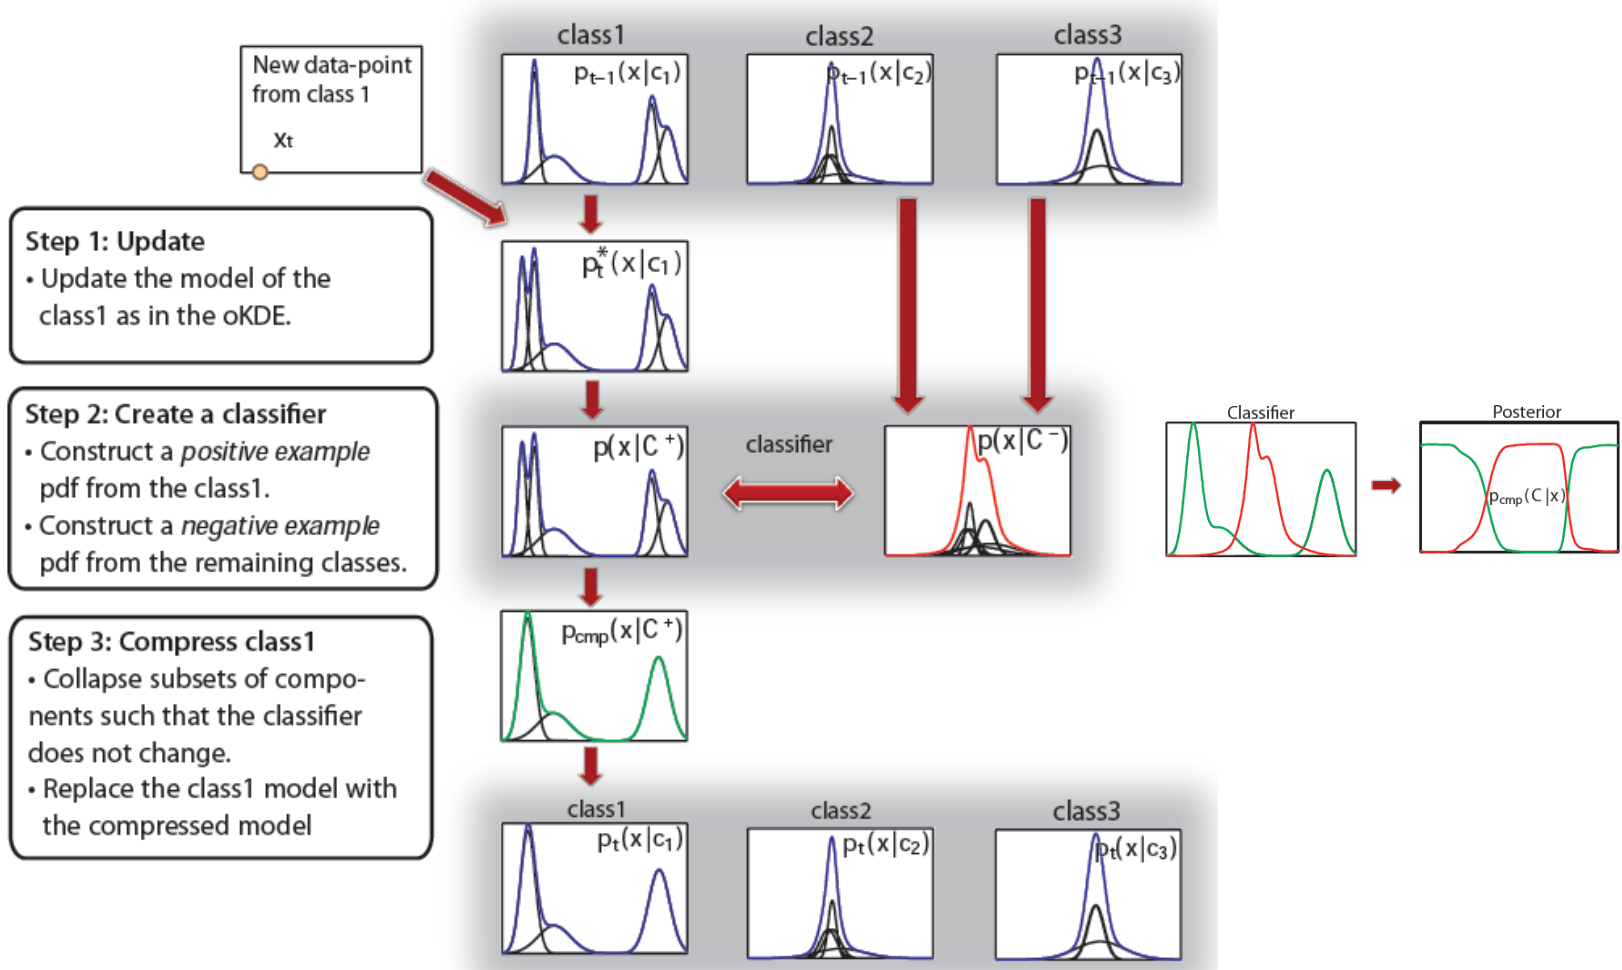 class1
class2
class3
New data-point
from class 1
xt
pt–1(x|c1)
pt–1(x|c2)
pt–1(x|c3)
Step 1: Update
• Update the model of the
class1 as in the oKDE.
p*t(x|c1)
Step 2: Create a classifier
• Construct a positive example
pdf from the class1.
• Construct a negative example
pdf from the remaining classes.
p(x|C+)
classifier
p(x|C–)
Classifier
Posterior
pcmp(C|x)
Step 3: Compress class1
• Collapse subsets of compo-
nents such that the classifier
does not change.
• Replace the class1 model with
the compressed model
pcmp(x|C+)
class1
class2
class3
pt(x|c1)
pt(x|c2)
pt(x|c3)